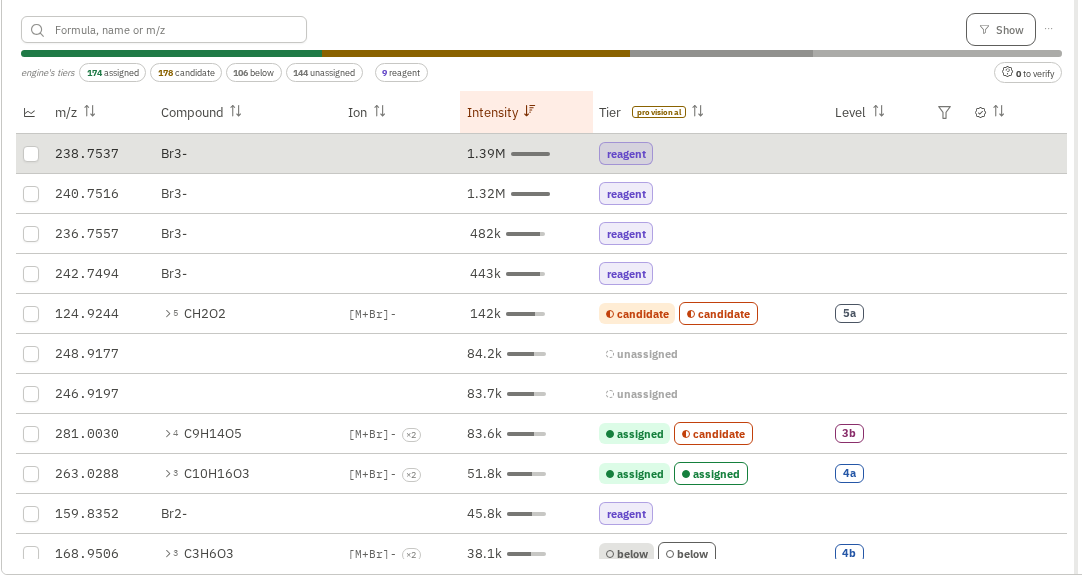 Formula, name or m/z
Show ...
engine's tiers 174 assigned 178 candidate 106 below 144 unassigned 9 reagent 0 to verify
m/z Compound Ion Intensity Tier provisional Level
238.7537 Br3- 1.39M reagent
240.7516 Br3- 1.32M reagent
236.7557 Br3- 482k reagent
242.7494 Br3- 443k reagent
124.9244 5 CH2O2 [M+Br]- 142k candidate candidate 5a
248.9177 84.2k unassigned
246.9197 83.7k unassigned
281.0030 4 C9H14O5 [M+Br]- ×2 83.6k assigned candidate 3b
263.0288 3 C10H16O3 [M+Br]- ×2 51.8k assigned assigned 4a
159.8352 Br2- 45.8k reagent
168.9506 3 C3H6O3 [M+Br]- ×2 38.1k below below 4b